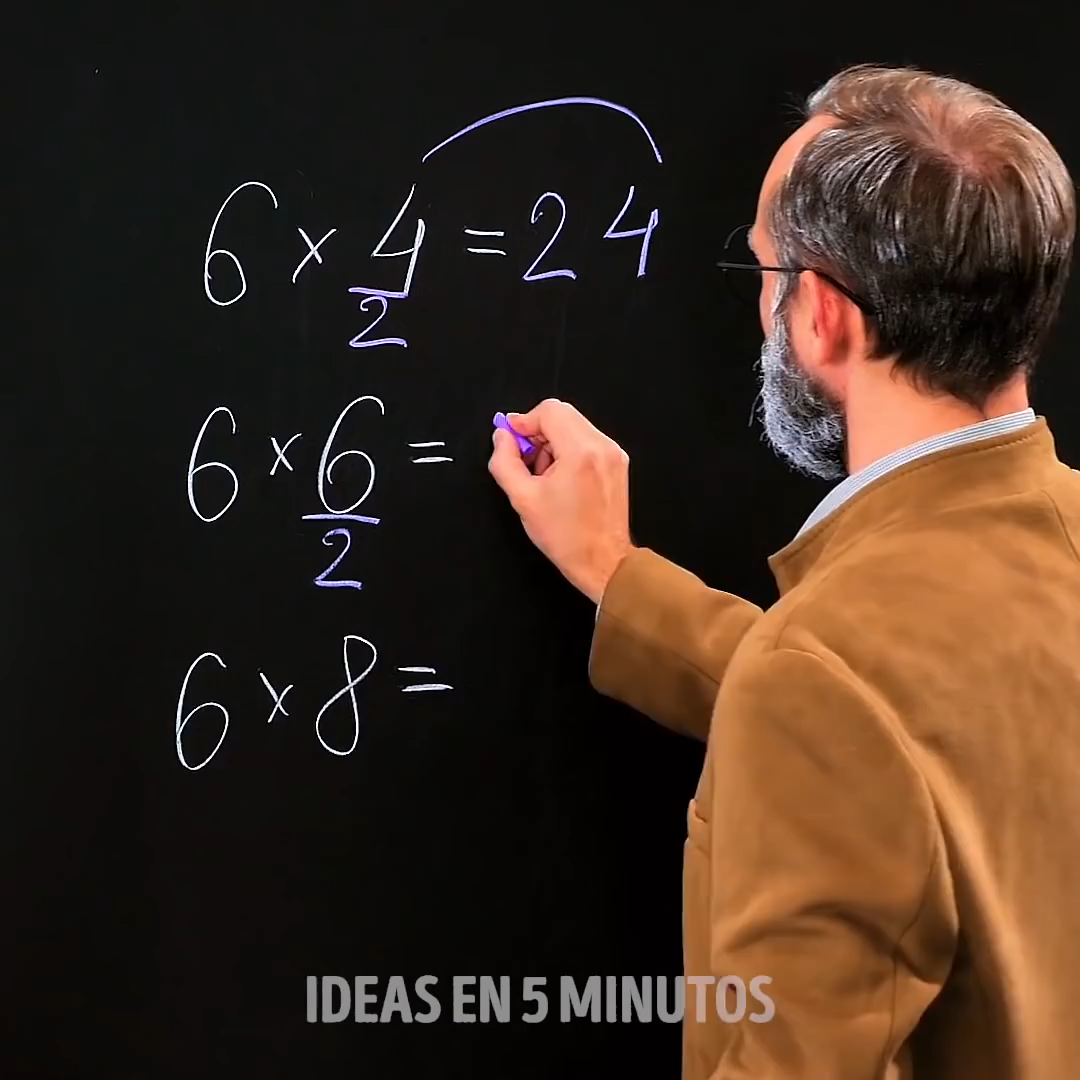 6 × 4 = 24
2
6 × 6 =
2
6 × 8 =
IDEAS EN 5 MINUTOS